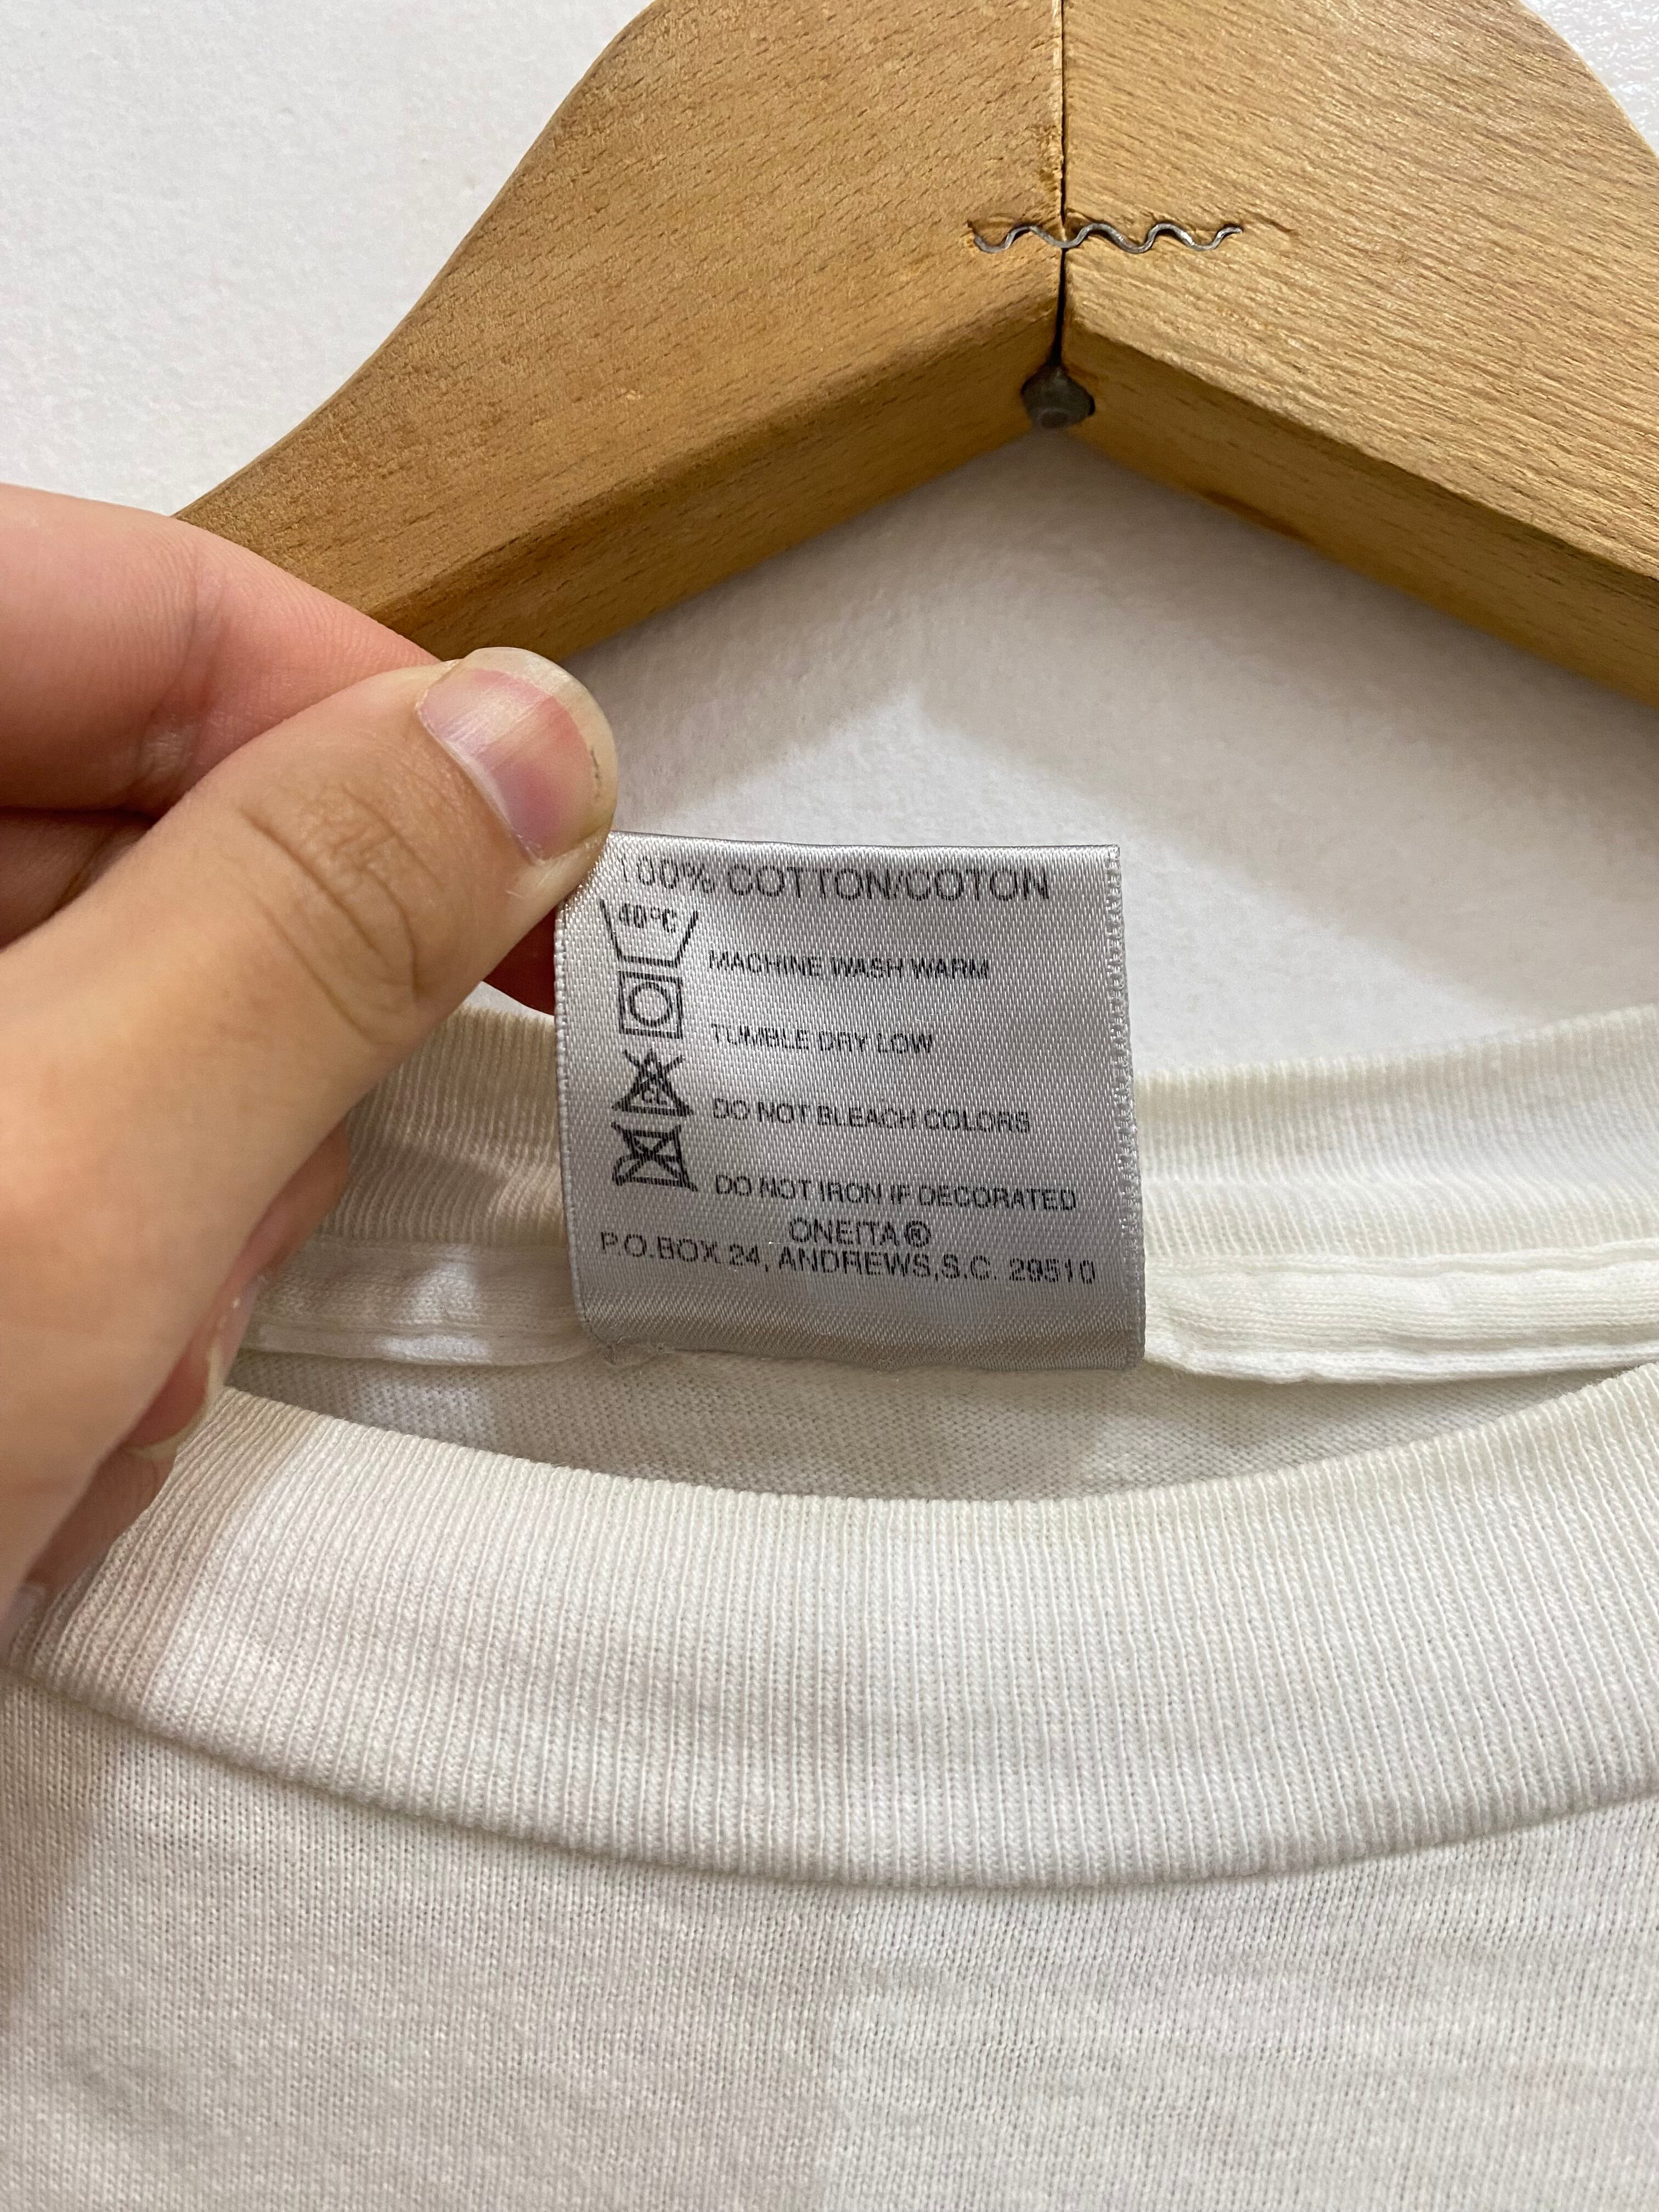 100% COTTON/COTON
40°C
MACHINE WASH WARM
TUMBLE DRY LOW
CL
DO NOT BLEACH COLORS
DO NOT IRON IF DECORATED
ONEITA®
P.O.BOX 24, ANDREWS,S.C. 29510